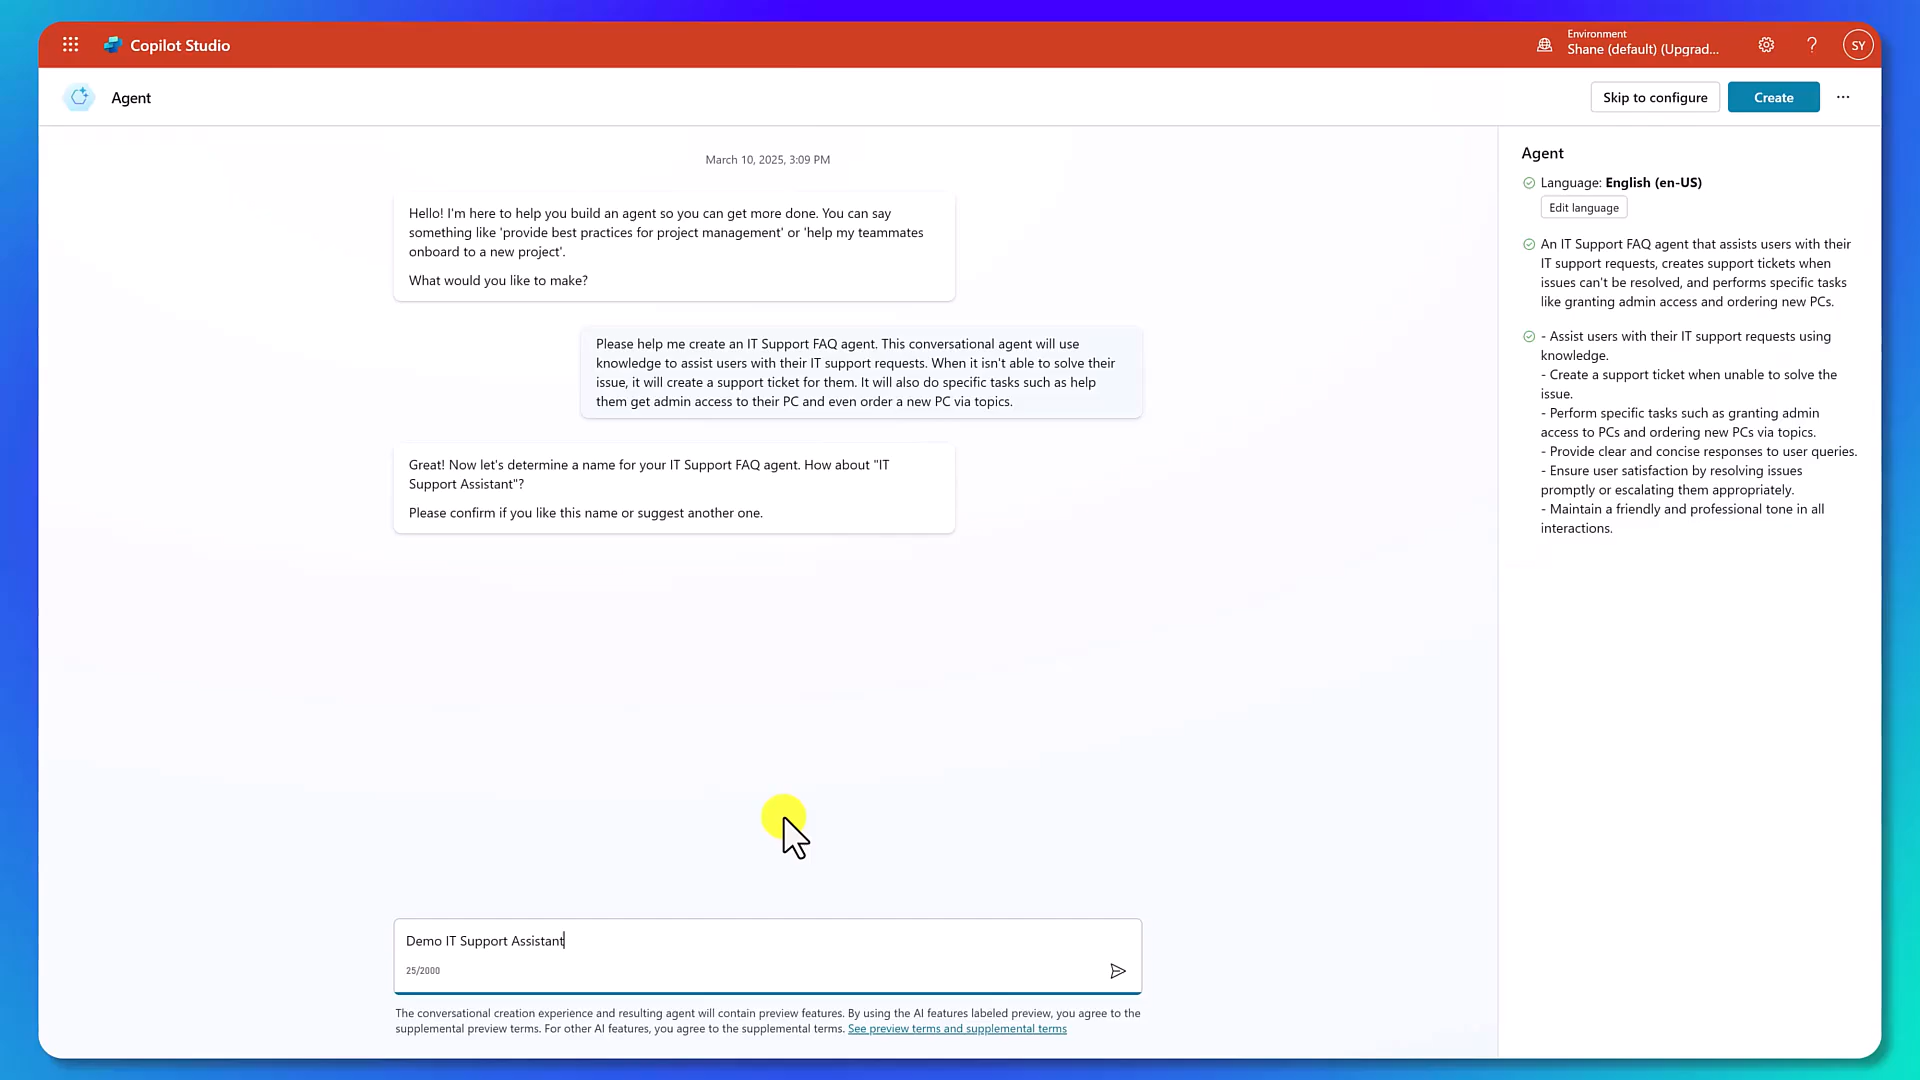 Copilot Studio
Environment
Shane (default) (Upgrad...
?
SY
Agent
Skip to configure
Create
...
March 10, 2025, 3:09 PM
Hello! I'm here to help you build an agent so you can get more done. You can say
something like 'provide best practices for project management' or 'help my teammates
onboard to a new project'.
What would you like to make?
Please help me create an IT Support FAQ agent. This conversational agent will use
knowledge to assist users with their IT support requests. When it isn't able to solve their
issue, it will create a support ticket for them. It will also do specific tasks such as help
them get admin access to their PC and even order a new PC via topics.
Great! Now let's determine a name for your IT Support FAQ agent. How about "IT
Support Assistant"?
Please confirm if you like this name or suggest another one.
Demo IT Support Assistant
25/2000
The conversational creation experience and resulting agent will contain preview features. By using the AI features labeled preview, you agree to the
supplemental preview terms. For other AI features, you agree to the supplemental terms. See preview terms and supplemental terms
Agent
Language: English (en-US)
Edit language
An IT Support FAQ agent that assists users with their
IT support requests, creates support tickets when
issues can't be resolved, and performs specific tasks
like granting admin access and ordering new PCs.
- Assist users with their IT support requests using
knowledge.
- Create a support ticket when unable to solve the
issue.
- Perform specific tasks such as granting admin
access to PCs and ordering new PCs via topics.
- Provide clear and concise responses to user queries.
- Ensure user satisfaction by resolving issues
promptly or escalating them appropriately.
- Maintain a friendly and professional tone in all
interactions.